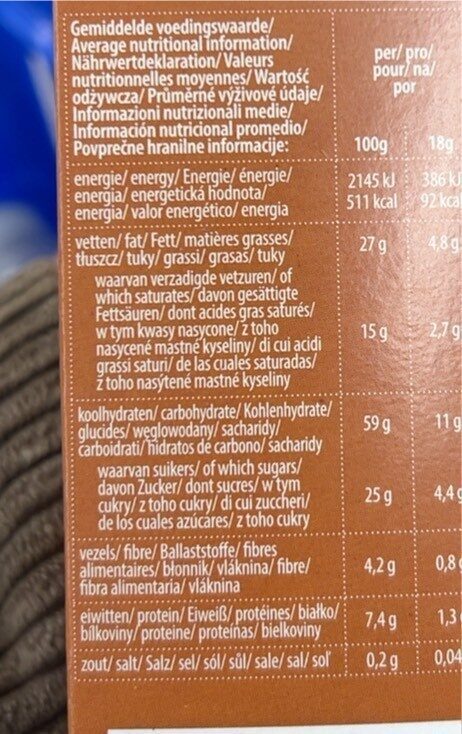 Gemiddelde voedingswaarde/
Average nutritional information/
Nährwertdeklaration/ Valeurs
nutritionnelles moyennes/ Wartość
odżywcza/ Průměrné výživové údaje/
Informazioni nutrizionali medie/
Información nutricional promedio/
Povprečne hranilne informacije:
per/ pro/
pour/ na/
por
100g 18g
energie/ energy/ Energie/ énergie/
energia/ energetická hodnota/
energia/ valor energético/ energia
2145 kJ 386 kJ
511 kcal 92 kcal
vetten/ fat/ Fett/ matières grasses/
tłuszcz/ tuky/ grassi/ grasas/ tuky
27 g 4,8 g
waarvan verzadigde vetzuren/ of
which saturates/ davon gesättigte
Fettsäuren/ dont acides gras saturés/
w tym kwasy nasycone/ z toho
nasycené mastné kyseliny/ di cui acidi
grassi saturi/ de las cuales saturadas/
z toho nasýtené mastné kyseliny
15 g 2,7 g
koolhydraten/ carbohydrate/ Kohlenhydrate/
glucides/ węglowodany/ sacharidy/
carboidrati/ hidratos de carbono/ sacharidy
59 g 11 g
waarvan suikers/ of which sugars/
davon Zucker/ dont sucres/ w tym
cukry/ z toho cukry/ di cui zuccheri/
de los cuales azúcares/ z toho cukry
25 g 4,4 g
vezels/ fibre/ Ballaststoffe/ fibres
alimentaires/ błonnik/ vláknina/ fibre/
fibra alimentaria/ vláknina
4,2 g 0,8 g
eiwitten/ protein/ Eiweiß/ protéines/ białko/
bílkoviny/ proteine/ proteínas/ bielkoviny
7,4 g 1,3
zout/ salt/ Salz/ sel/ sól/ sůl/ sale/ sal/ soľ
0,2 g 0,04